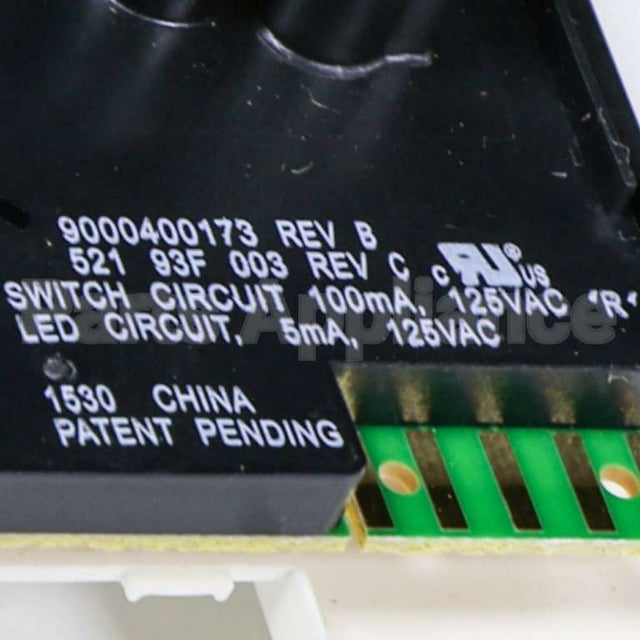 9000400173 REV B
521 93F 003 REV C c RU® US
SWITCH CIRCUIT 100mA, 125VAC "R"
LED CIRCUIT, 5mA, 125VAC
1530 CHINA
PATENT PENDING